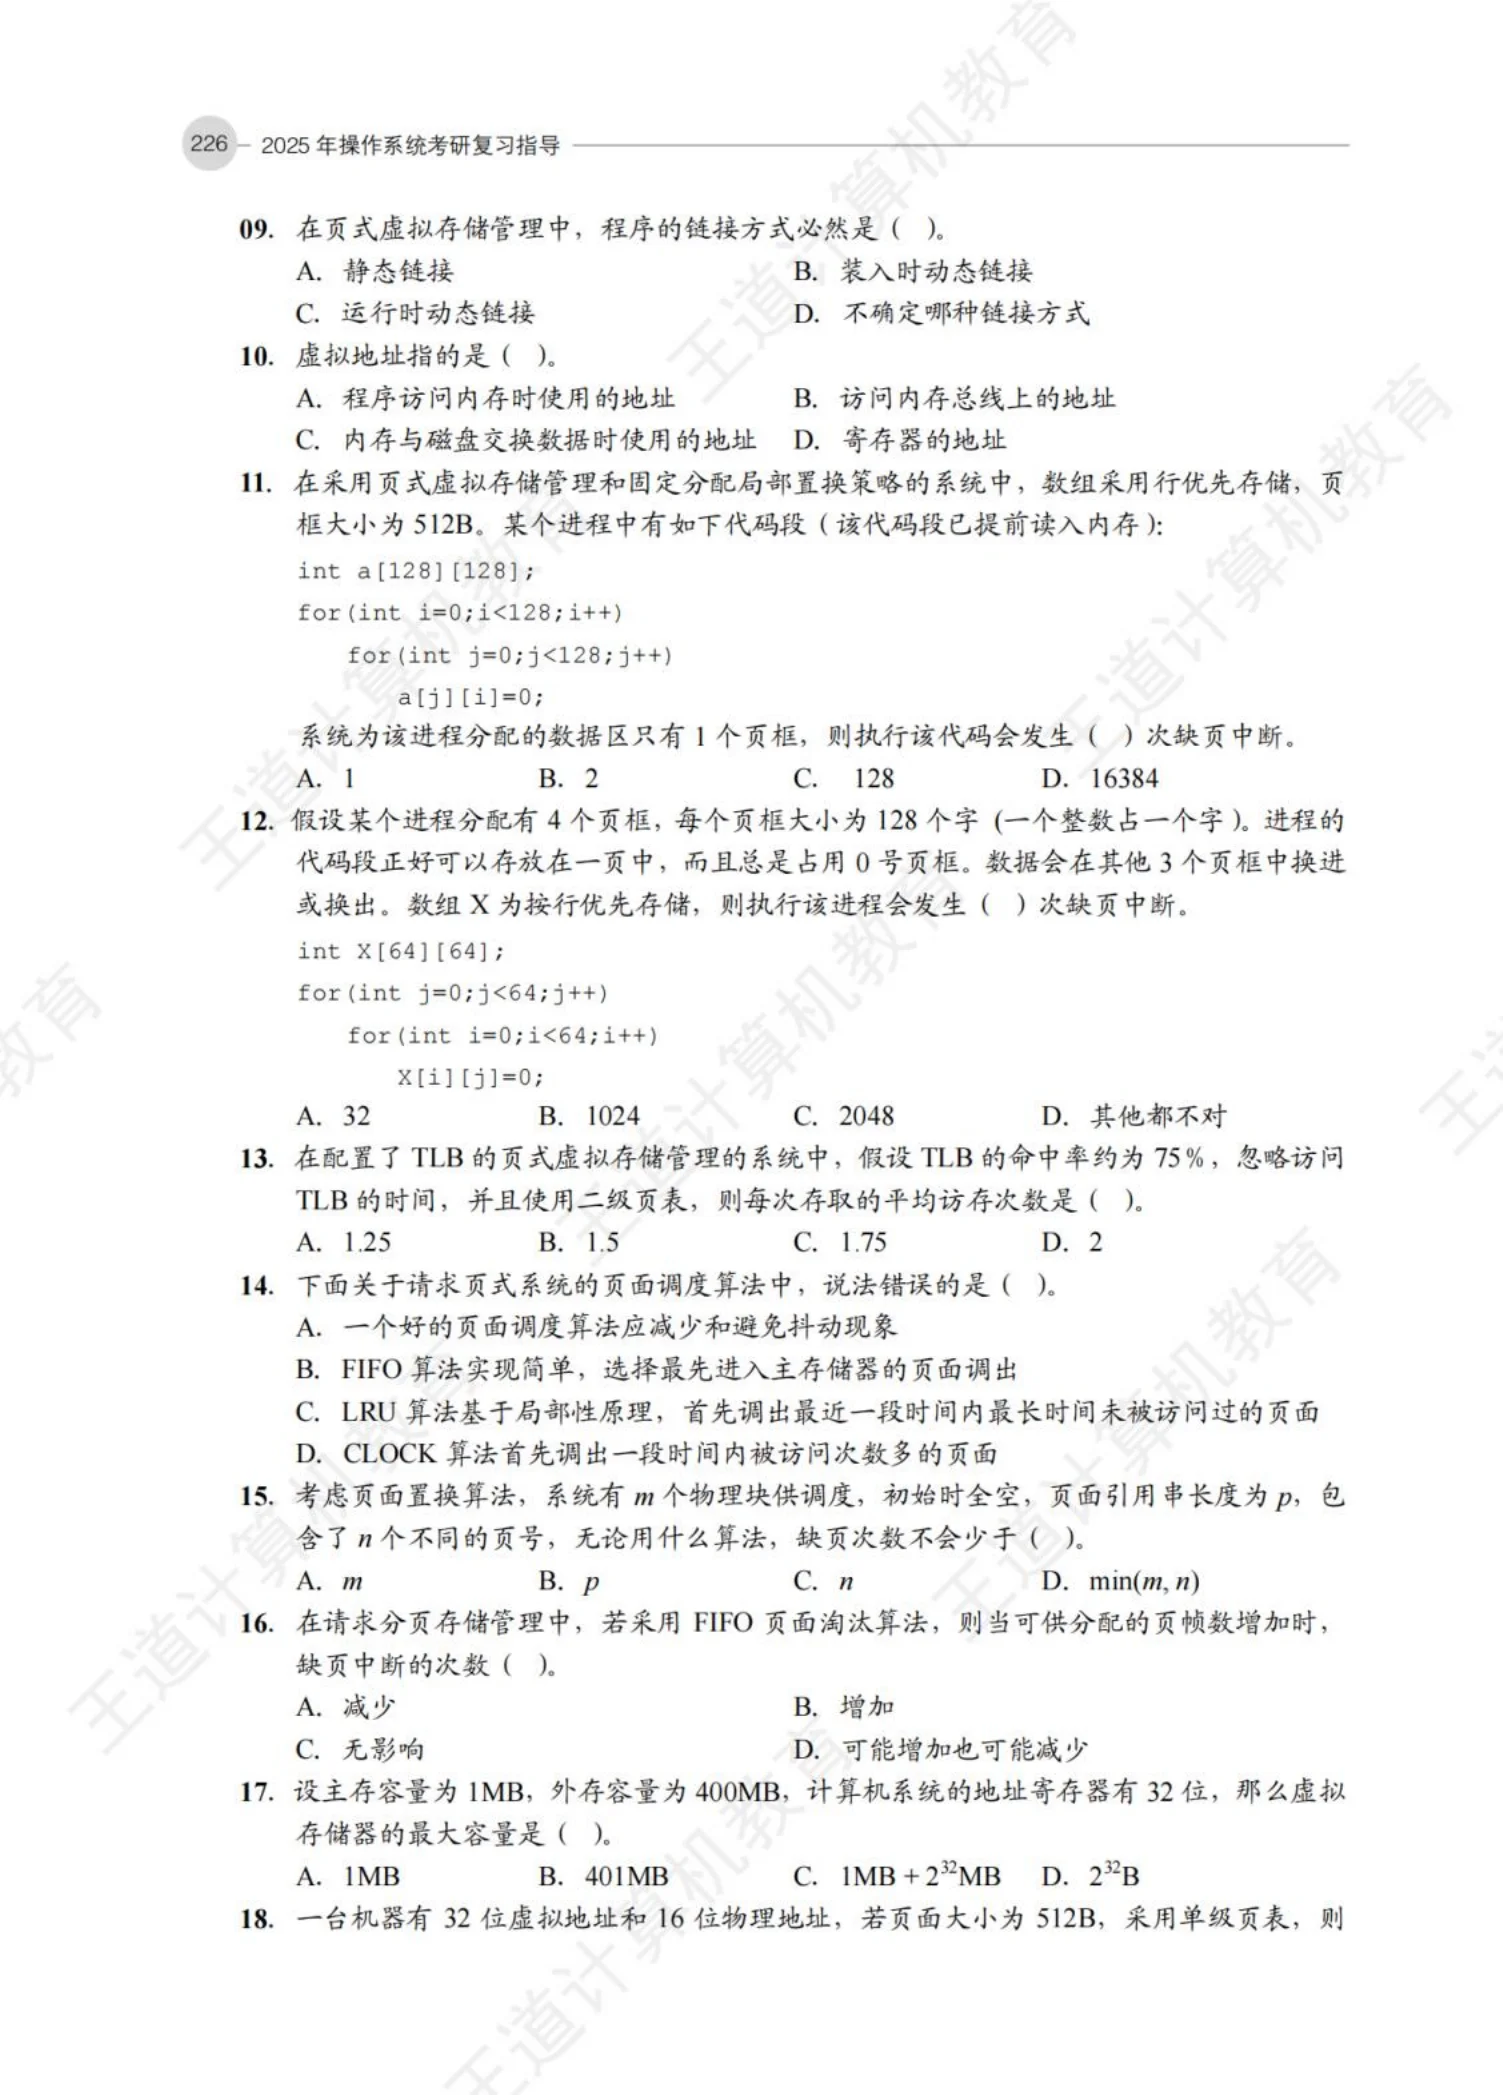 226 2025 年操作系统考研复习指导
09. 在页式虚拟存储管理中，程序的链接方式必然是（ ）。
A. 静态链接 B. 装入时动态链接
C. 运行时动态链接 D. 不确定哪种链接方式
10. 虚拟地址指的是（ ）。
A. 程序访问内存时使用的地址 B. 访问内存总线上的地址
C. 内存与磁盘交换数据时使用的地址 D. 寄存器的地址
11. 在采用页式虚拟存储管理和固定分配局部置换策略的系统中，数组采用行优先存储，页
框大小为 512B。某个进程中有如下代码段（该代码段已提前读入内存）：
int a[128][128];
for(int i=0;i<128;i++)
for(int j=0;j<128;j++)
a[j][i]=0;
系统为该进程分配的数据区只有 1 个页框，则执行该代码会发生（ ）次缺页中断。
A. 1 B. 2 C. 128 D. 16384
12. 假设某个进程分配有 4 个页框，每个页框大小为 128 个字 (一个整数占一个字)。进程的
代码段正好可以存放在一页中，而且总是占用 0 号页框。数据会在其他 3 个页框中换进
或换出。数组 X 为按行优先存储，则执行该进程会发生（ ）次缺页中断。
int X[64][64];
for(int j=0;j<64;j++)
for(int i=0;i<64;i++)
X[i][j]=0;
A. 32 B. 1024 C. 2048 D. 其他都不对
13. 在配置了 TLB 的页式虚拟存储管理的系统中，假设 TLB 的命中率约为 75%，忽略访问
TLB 的时间，并且使用二级页表，则每次存取的平均访存次数是（ ）。
A. 1.25 B. 1.5 C. 1.75 D. 2
14. 下面关于请求页式系统的页面调度算法中，说法错误的是（ ）。
A. 一个好的页面调度算法应减少和避免抖动现象
B. FIFO 算法实现简单，选择最先进入主存储器的页面调出
C. LRU 算法基于局部性原理，首先调出最近一段时间内最长时间未被访问过的页面
D. CLOCK 算法首先调出一段时间内被访问次数多的页面
15. 考虑页面置换算法，系统有 m 个物理块供调度，初始时全空，页面引用串长度为 p，包
含了 n 个不同的页号，无论用什么算法，缺页次数不会少于（ ）。
A. m B. p C. n D. min(m, n)
16. 在请求分页存储管理中，若采用 FIFO 页面淘汰算法，则当可供分配的页帧数增加时，
缺页中断的次数（ ）。
A. 减少 B. 增加
C. 无影响 D. 可能增加也可能减少
17. 设主存容量为 1MB，外存容量为 400MB，计算机系统的地址寄存器有 32 位，那么虚拟
存储器的最大容量是（ ）。
A. 1MB B. 401MB C. 1MB + 2³²MB D. 2³²B
18. 一台机器有 32 位虚拟地址和 16 位物理地址，若页面大小为 512B，采用单级页表，则